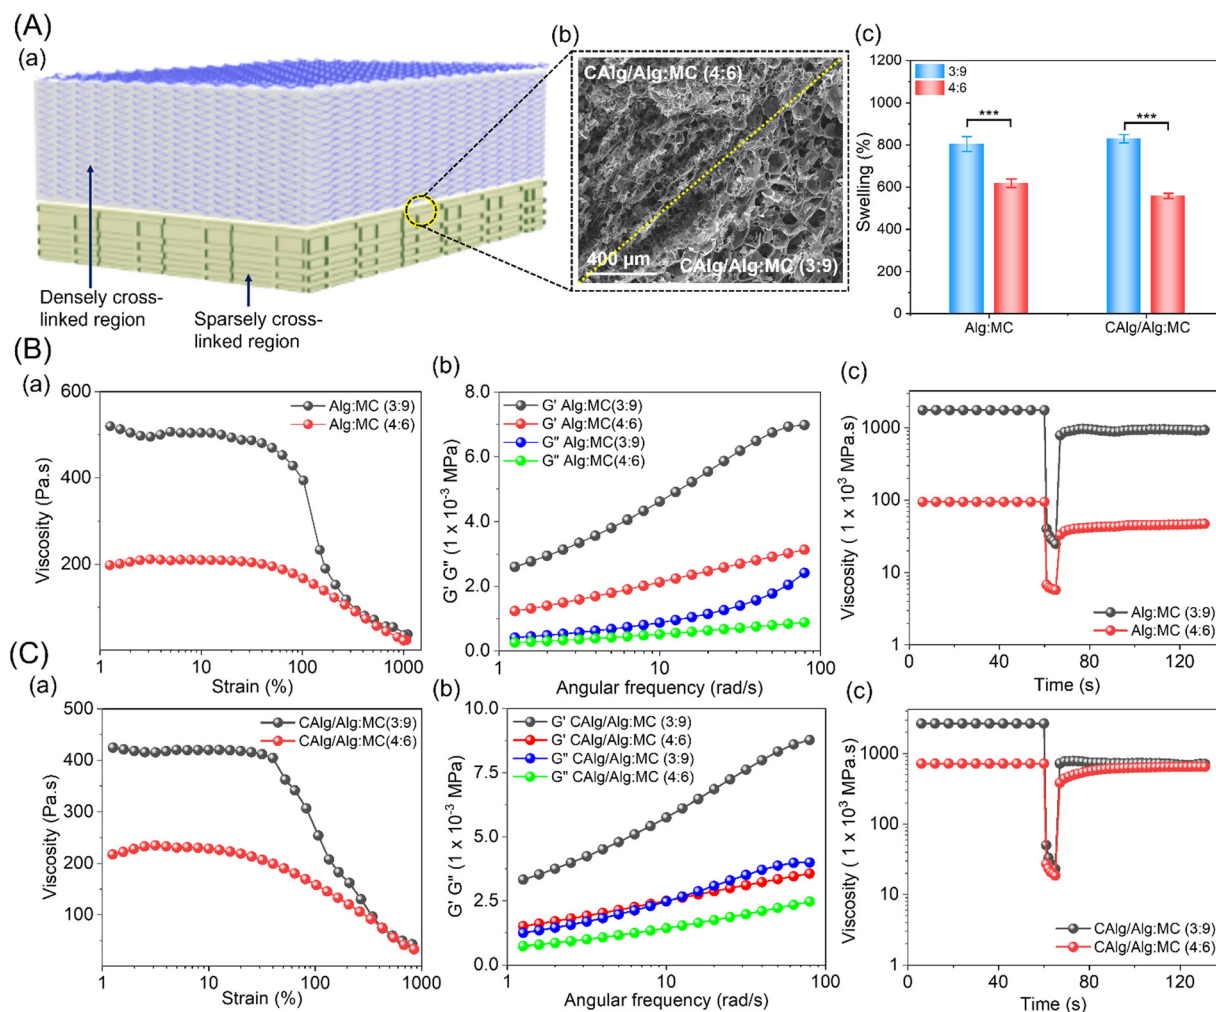 (A)
(a)
Densely cross-
linked region
Sparsely cross-
linked region
(b)
CAlg/Alg:MC (4:6)
400 µm
CAlg/Alg:MC (3:9)
(c)
3:9
4:6
***
***
1200
1000
800
600
400
200
0
Swelling (%)
Alg:MC
CAlg/Alg:MC
(B)
(a)
Alg:MC (3:9)
Alg:MC (4:6)
600
400
200
Viscosity (Pa.s)
1
10
100
1000
Strain (%)
(b)
G' Alg:MC(3:9)
G' Alg:MC(4:6)
G" Alg:MC(3:9)
G" Alg:MC(4:6)
8.0
6.0
4.0
2.0
0.0
G' G" (1 x 10-3 MPa)
10
100
Angular frequency (rad/s)
(c)
1000
100
10
1
Viscosity ( 1 x 10³ MPa.s)
Alg:MC (3:9)
Alg:MC (4:6)
0
40
80
120
Time (s)
(C)
(a)
CAlg/Alg:MC(3:9)
CAlg/Alg:MC(4:6)
500
400
300
200
100
Viscosity (Pa.s)
1
10
100
1000
Strain (%)
(b)
G' CAlg/Alg:MC (3:9)
G' CAlg/Alg:MC (4:6)
G" CAlg/Alg:MC (3:9)
G" CAlg/Alg:MC (4:6)
10.0
7.5
5.0
2.5
0.0
G' G" (1 x 10-3 MPa)
1
10
100
Angular frequency (rad/s)
(c)
1000
100
10
1
Viscosity ( 1 x 10³ MPa.s)
CAlg/Alg:MC (3:9)
CAlg/Alg:MC (4:6)
0
40
80
120
Time (s)